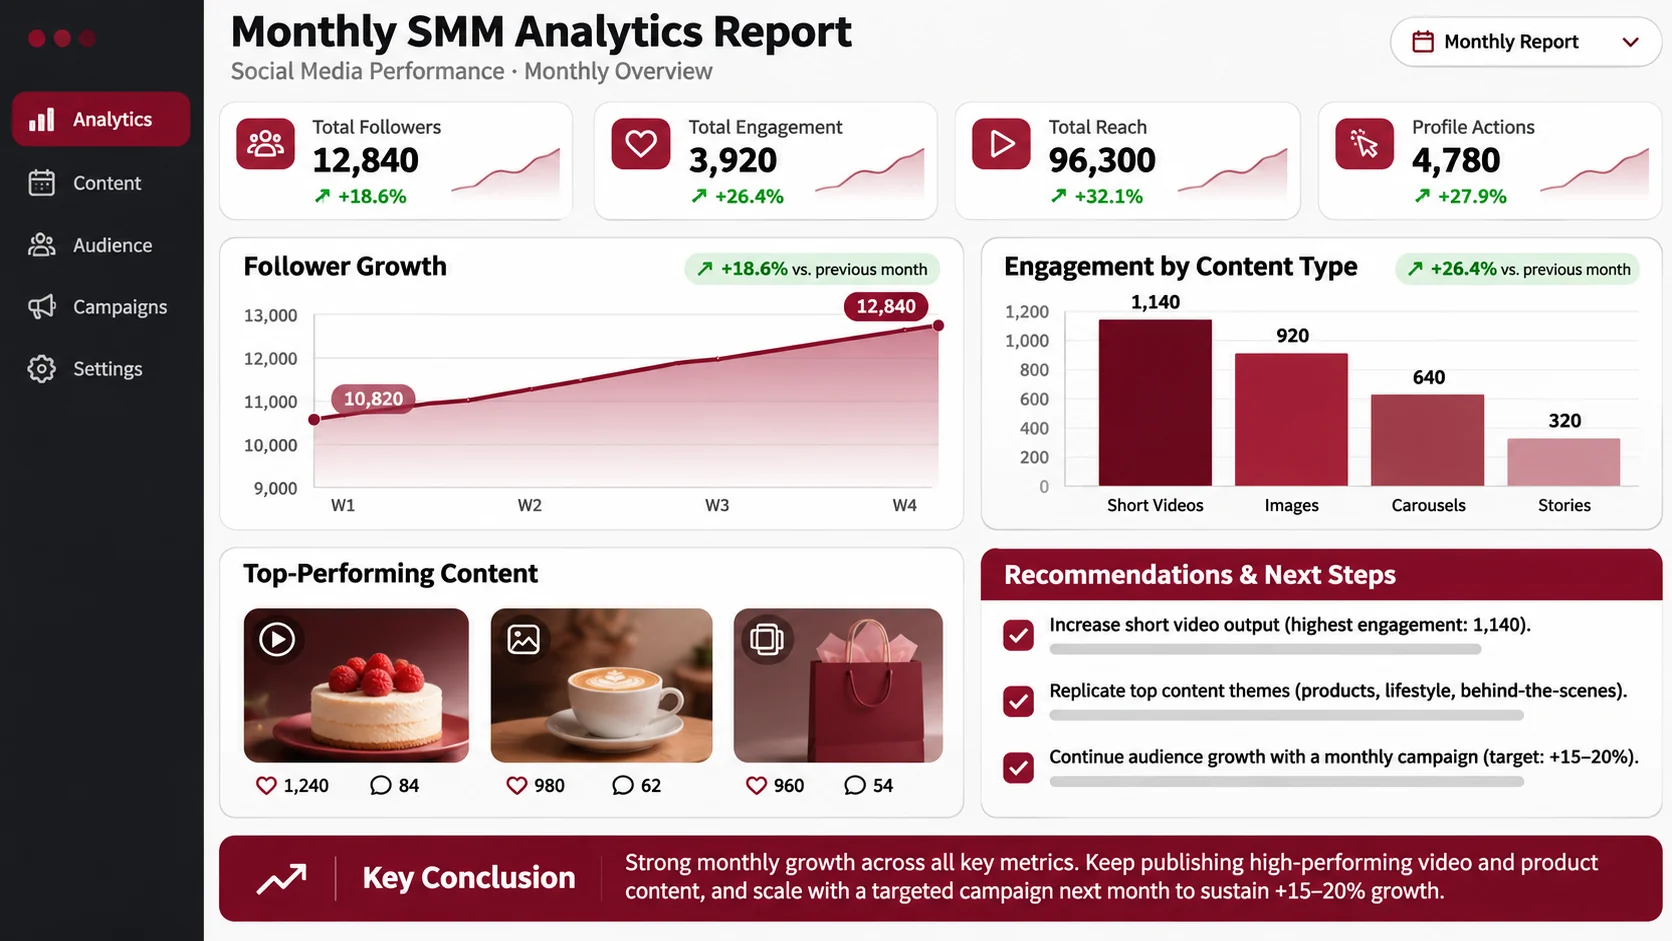 Monthly SMM Analytics Report
Social Media Performance · Monthly Overview
Monthly Report
Analytics
Content
Audience
Campaigns
Settings
Total Followers
12,840
+18.6%
Total Engagement
3,920
+26.4%
Total Reach
96,300
+32.1%
Profile Actions
4,780
+27.9%
Follower Growth
+18.6% vs. previous month
13,000
12,000
11,000
10,000
9,000
10,820
12,840
W1
W2
W3
W4
Engagement by Content Type
+26.4% vs. previous month
1,200
1,000
800
600
400
200
0
1,140
920
640
320
Short Videos
Images
Carousels
Stories
Top-Performing Content
1,240
84
980
62
960
54
Recommendations & Next Steps
Increase short video output (highest engagement: 1,140).
Replicate top content themes (products, lifestyle, behind-the-scenes).
Continue audience growth with a monthly campaign (target: +15–20%).
Key Conclusion
Strong monthly growth across all key metrics. Keep publishing high-performing video and product
content, and scale with a targeted campaign next month to sustain +15–20% growth.